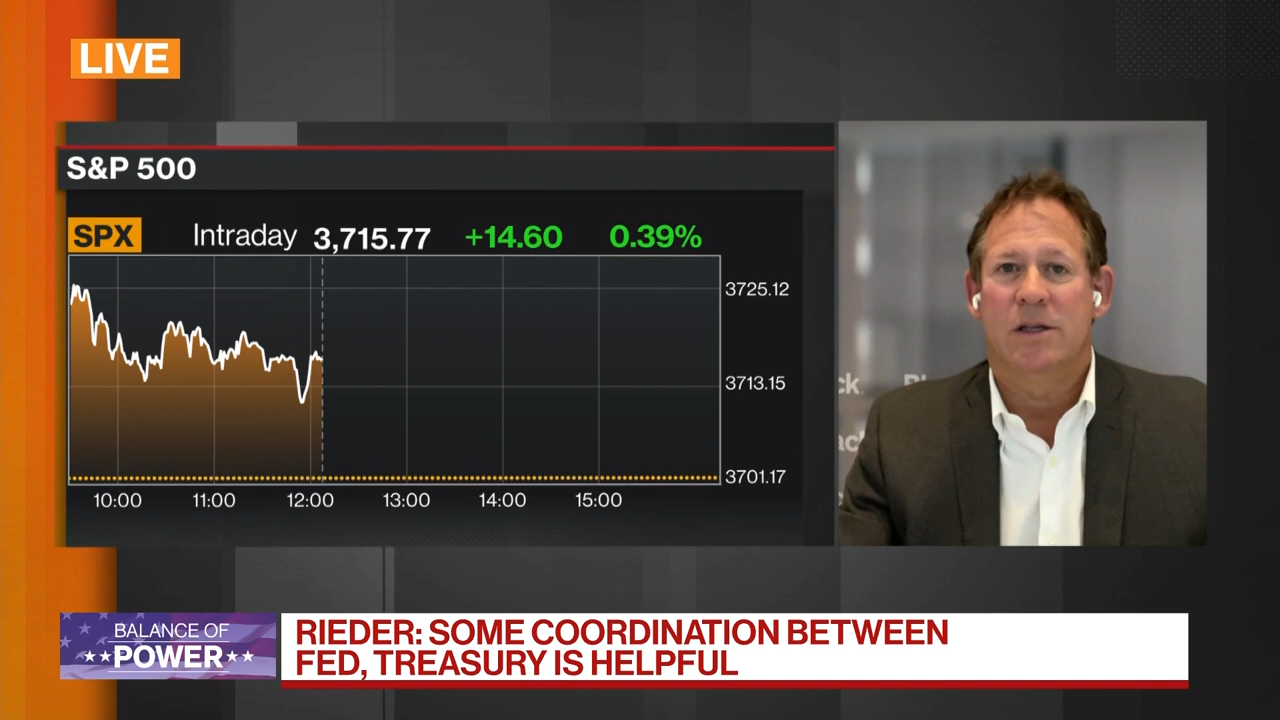 LIVE
S&P 500
SPX Intraday 3,715.77 +14.60 0.39%
3725.12
3713.15
3701.17
10:00 11:00 12:00 13:00 14:00 15:00
ck
BALANCE OF
POWER
RIEDER: SOME COORDINATION BETWEEN
FED, TREASURY IS HELPFUL